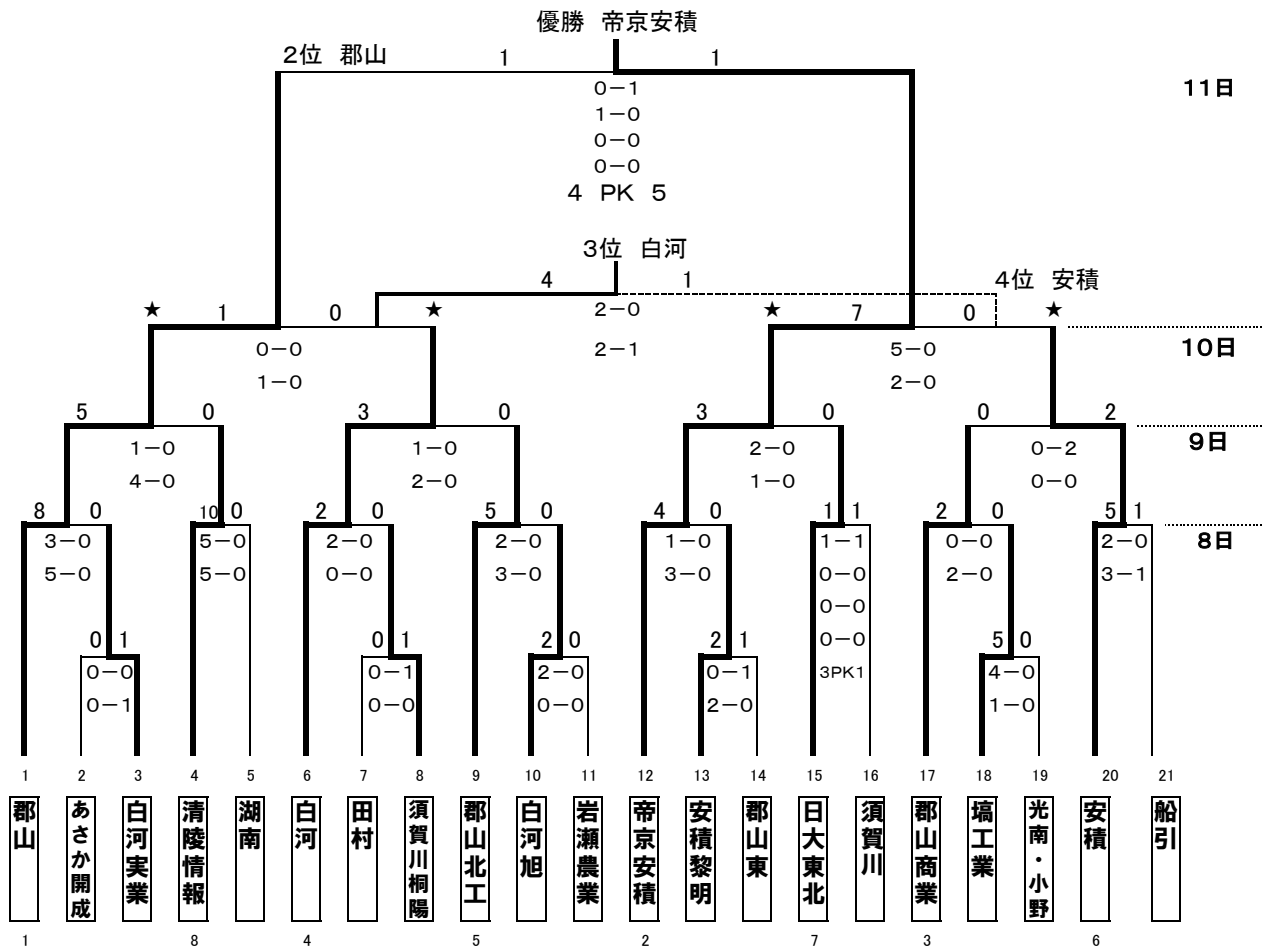 優勝 帝京安積
2位 郡山 1 1
0-1
11日
1-0
0-0
0-0
4 PK 5
3位 白河
4 1 4位 安積
★ 1 0 ★ 2-0 ★ 7 0 ★
0-0 2-1 5-0 10日
1-0 2-0
5 0 3 0 3 0 0 2
1-0 1-0 2-0 0-2 9日
4-0 2-0 1-0 0-0
8 0 10 0 2 0 5 0 4 0 1 1 2 0 5 1
3-0 5-0 2-0 2-0 1-0 1-1 0-0 2-0 8日
5-0 5-0 0-0 3-0 3-0 0-0 2-0 3-1
0-0
0 1 0 1 2 0 2 1 0-0 5 0
0-0 0-1 2-0 0-1 3PK1 4-0
0-1 0-0 0-0 2-0 1-0
1 2 3 4 5 6 7 8 9 10 11 12 13 14 15 16 17 18 19 20 21
郡山
あさか開成
白河実業
清陵情報
湖南
白河
田村
須賀川桐陽
郡山北工
白河旭
岩瀬農業
帝京安積
安積黎明
郡山東
日大東北
須賀川
郡山商業
塙工業
光南・小野
安積
船引
1 8 4 5 2 7 3 6